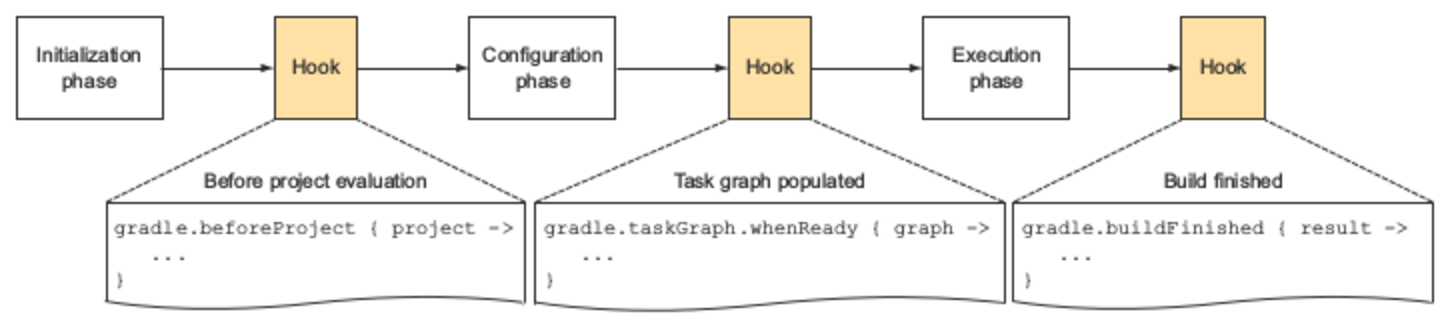 Initialization
phase
Hook
Configuration
phase
Hook
Execution
phase
Hook
Before project evaluation
gradle.beforeProject { project ->
...
}
Task graph populated
gradle.taskGraph.whenReady { graph ->
...
}
Build finished
gradle.buildFinished { result ->
...
}